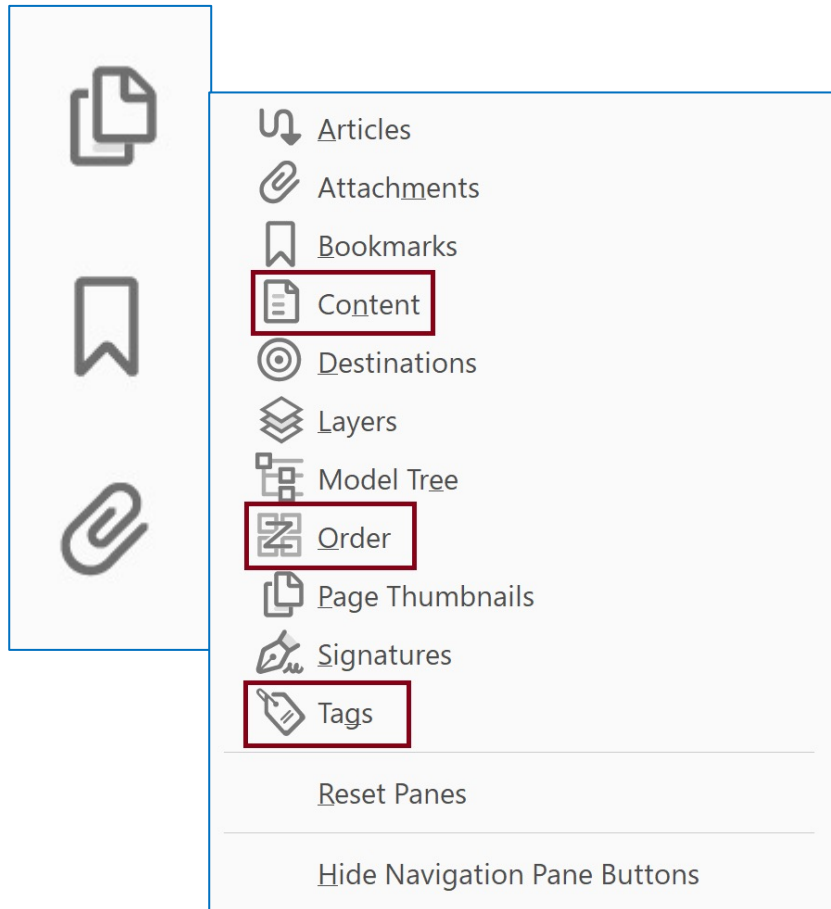 Articles
Attachments
Bookmarks
Content
Destinations
Layers
Model Tree
Order
Page Thumbnails
Signatures
Tags
Reset Panes
Hide Navigation Pane Buttons